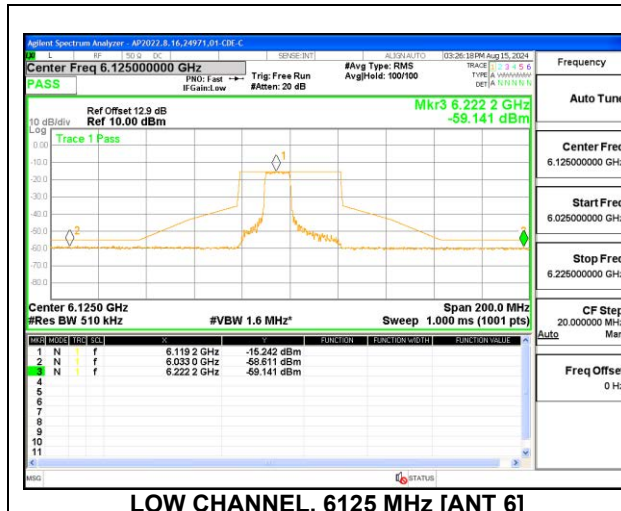 Agilent Spectrum Analyzer - AP2022.8.16,24971,01-CDE-C
L RF 50 Ω DC SENSE:INT ALIGN AUTO 03:26:18 PM Aug 15, 2024
Center Freq 6.125000000 GHz #Avg Type: RMS TRACE 1 2 3 4 5 6
PASS PNO: Fast Trig: Free Run Avg|Hold: 100/100 TYPE A WWWWW
IFGain:Low #Atten: 20 dB DET A N N N N N
Mkr3 6.222 2 GHz
-59.141 dBm
Ref Offset 12.9 dB
10 dB/div Ref 10.00 dBm
Log
Trace 1 Pass
0.00
-10.0
-20.0
-30.0
-40.0
-50.0
-60.0
-70.0
-80.0
1
2
3
Center 6.1250 GHz Span 200.0 MHz
#Res BW 510 kHz #VBW 1.6 MHz* Sweep 1.000 ms (1001 pts)
MKR MODE TRC SCL X Y FUNCTION FUNCTION WIDTH FUNCTION VALUE
1 N 1 f 6.119 2 GHz -15.242 dBm
2 N 1 f 6.033 0 GHz -58.611 dBm
3 N 1 f 6.222 2 GHz -59.141 dBm
4
5
6
7
8
9
10
11
MSG STATUS
Frequency
Auto Tune
Center Freq
6.125000000 GHz
Start Freq
6.025000000 GHz
Stop Freq
6.225000000 GHz
CF Step
20.000000 MHz
Auto Man
Freq Offset
0 Hz
LOW CHANNEL, 6125 MHz [ANT 6]